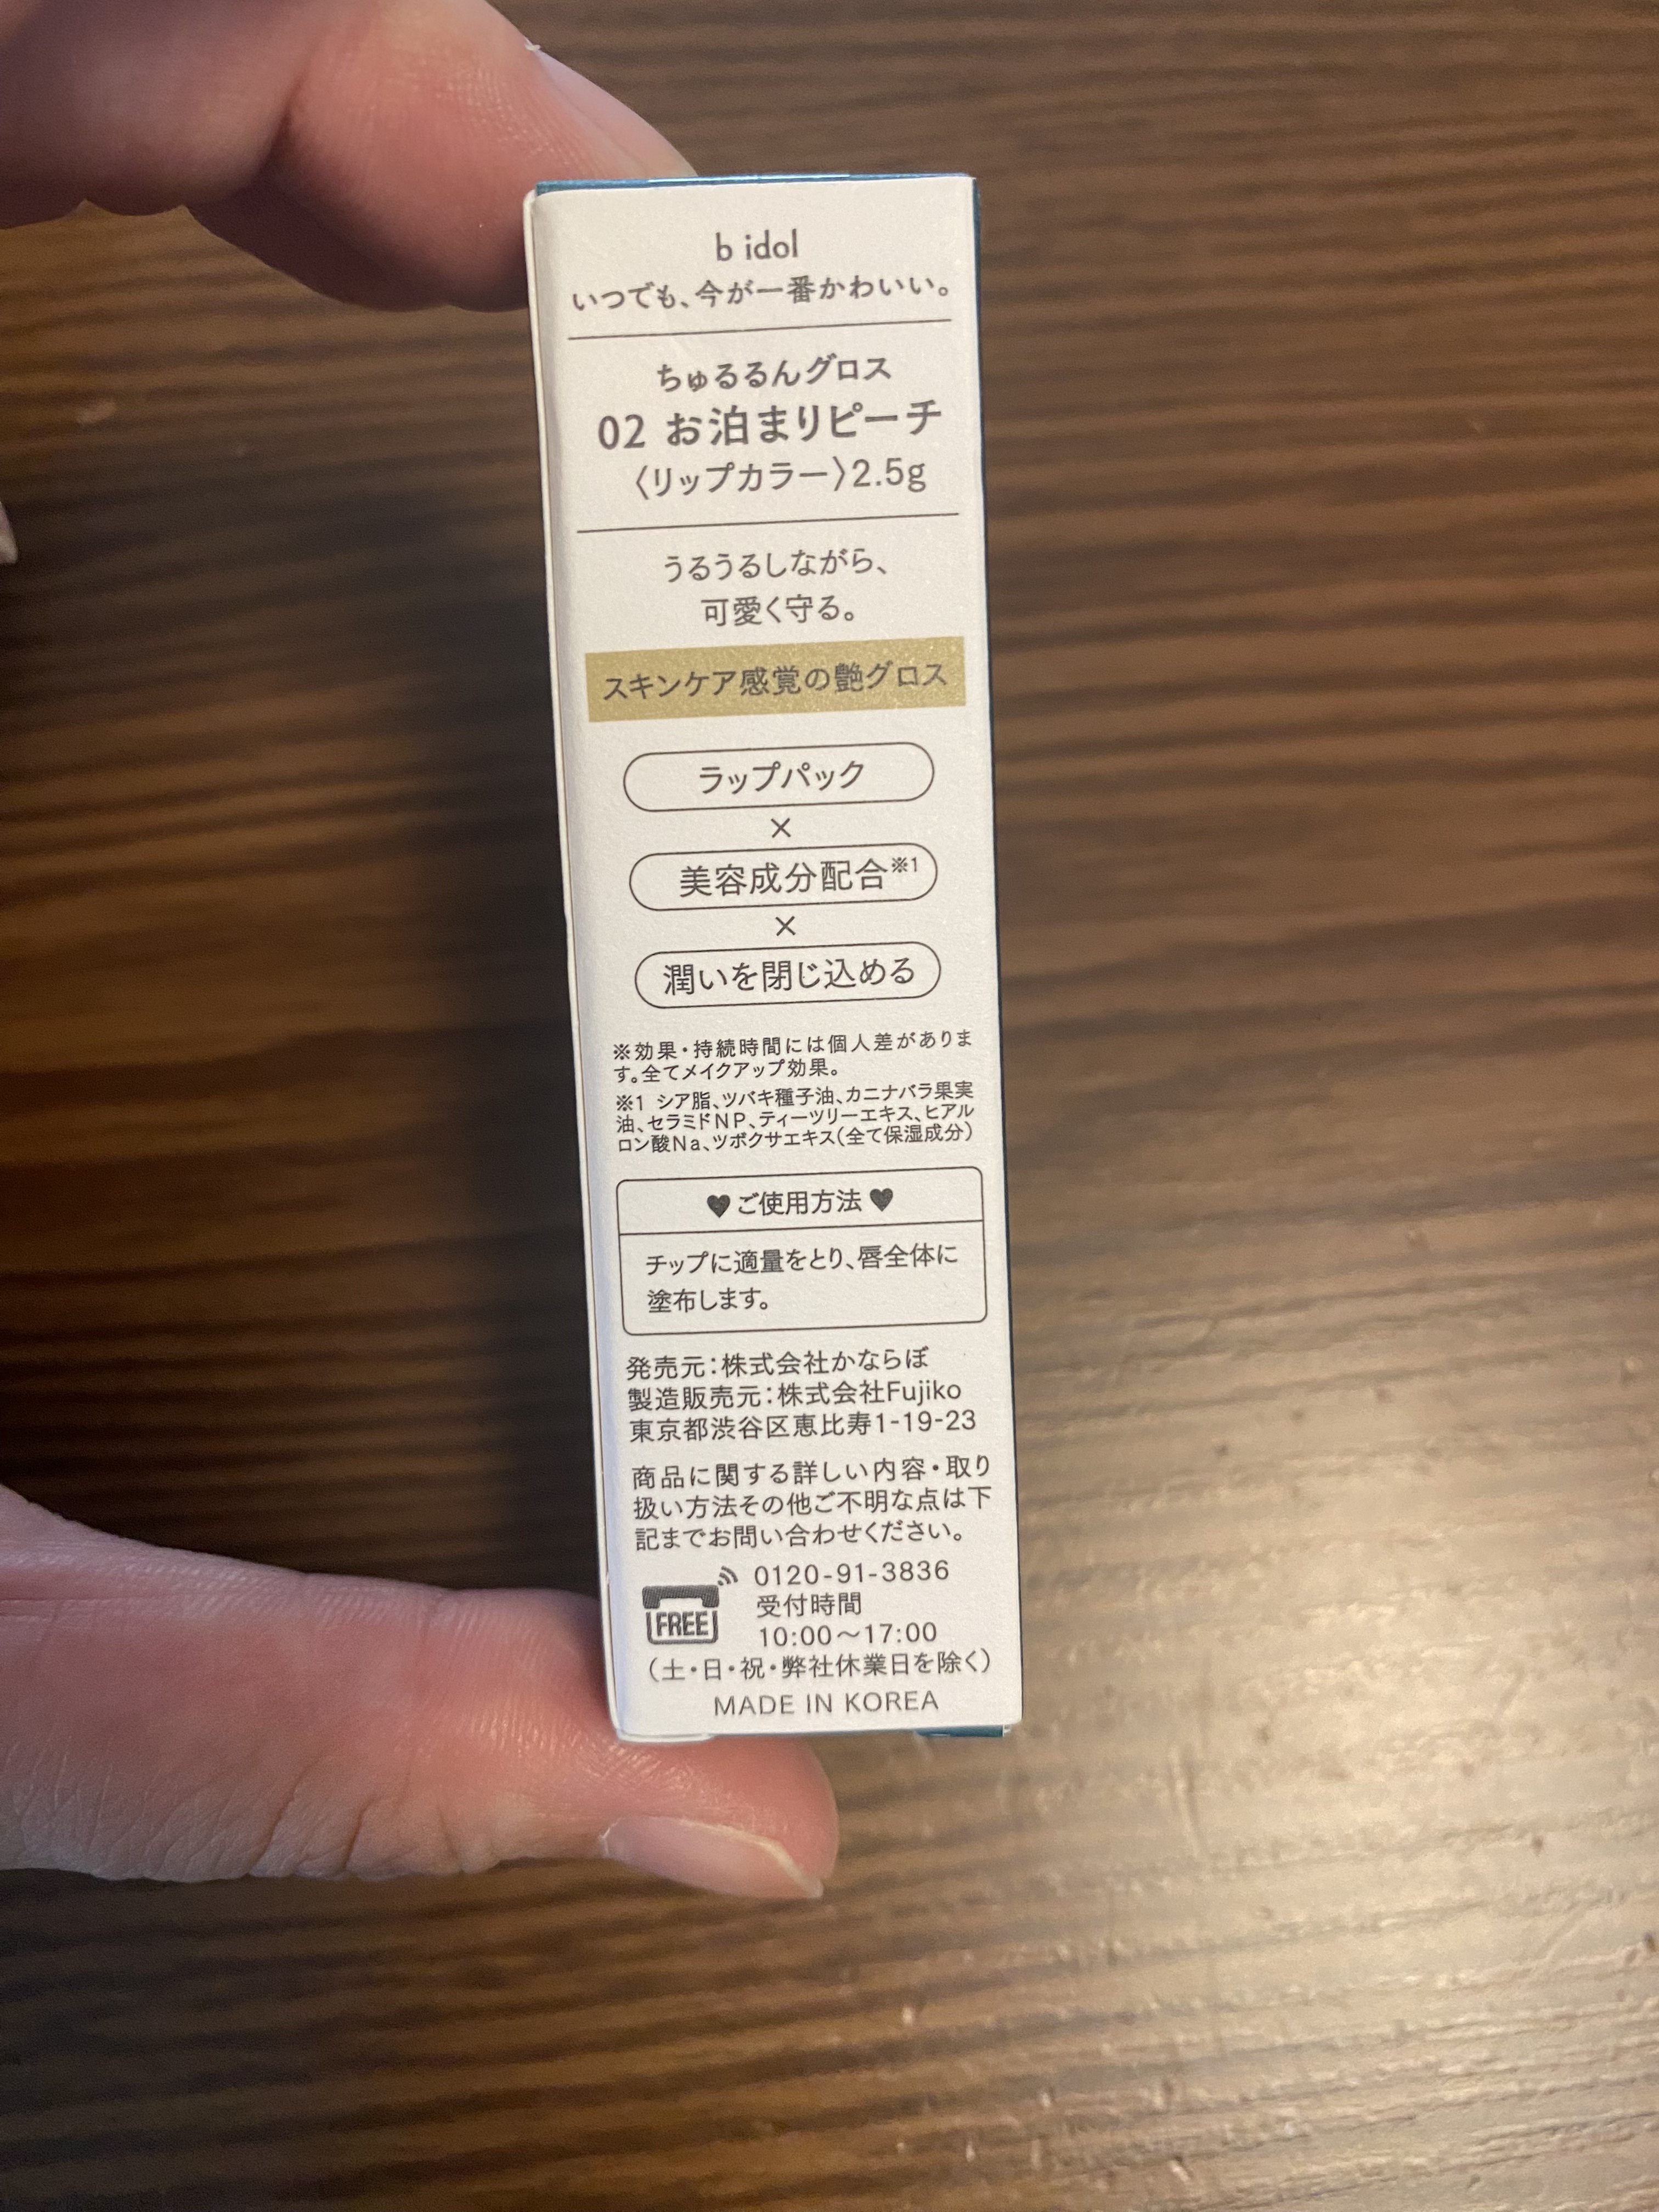 b idol
いつでも、今が一番かわいい。
ちゅるるんグロス
02 お泊まりピーチ
〈リップカラー〉2.5g
うるうるしながら、
可愛く守る。
スキンケア感覚の艶グロス
ラップパック
×
美容成分配合※1
×
潤いを閉じ込める
※効果・持続時間には個人差がありま
す。全てメイクアップ効果。
※1 シア脂、ツバキ種子油、カニナバラ果実
油、セラミドNP、ティーツリーエキス、ヒアル
ロン酸Na、ツボクサエキス(全て保湿成分)
♥ご使用方法♥
チップに適量をとり、唇全体に
塗布します。
発売元：株式会社かならぼ
製造販売元：株式会社Fujiko
東京都渋谷区恵比寿1-19-23
商品に関する詳しい内容・取り
扱い方法その他ご不明な点は下
記までお問い合わせください。
FREE 0120-91-3836
受付時間
10:00〜17:00
(土・日・祝・弊社休業日を除く)
MADE IN KOREA